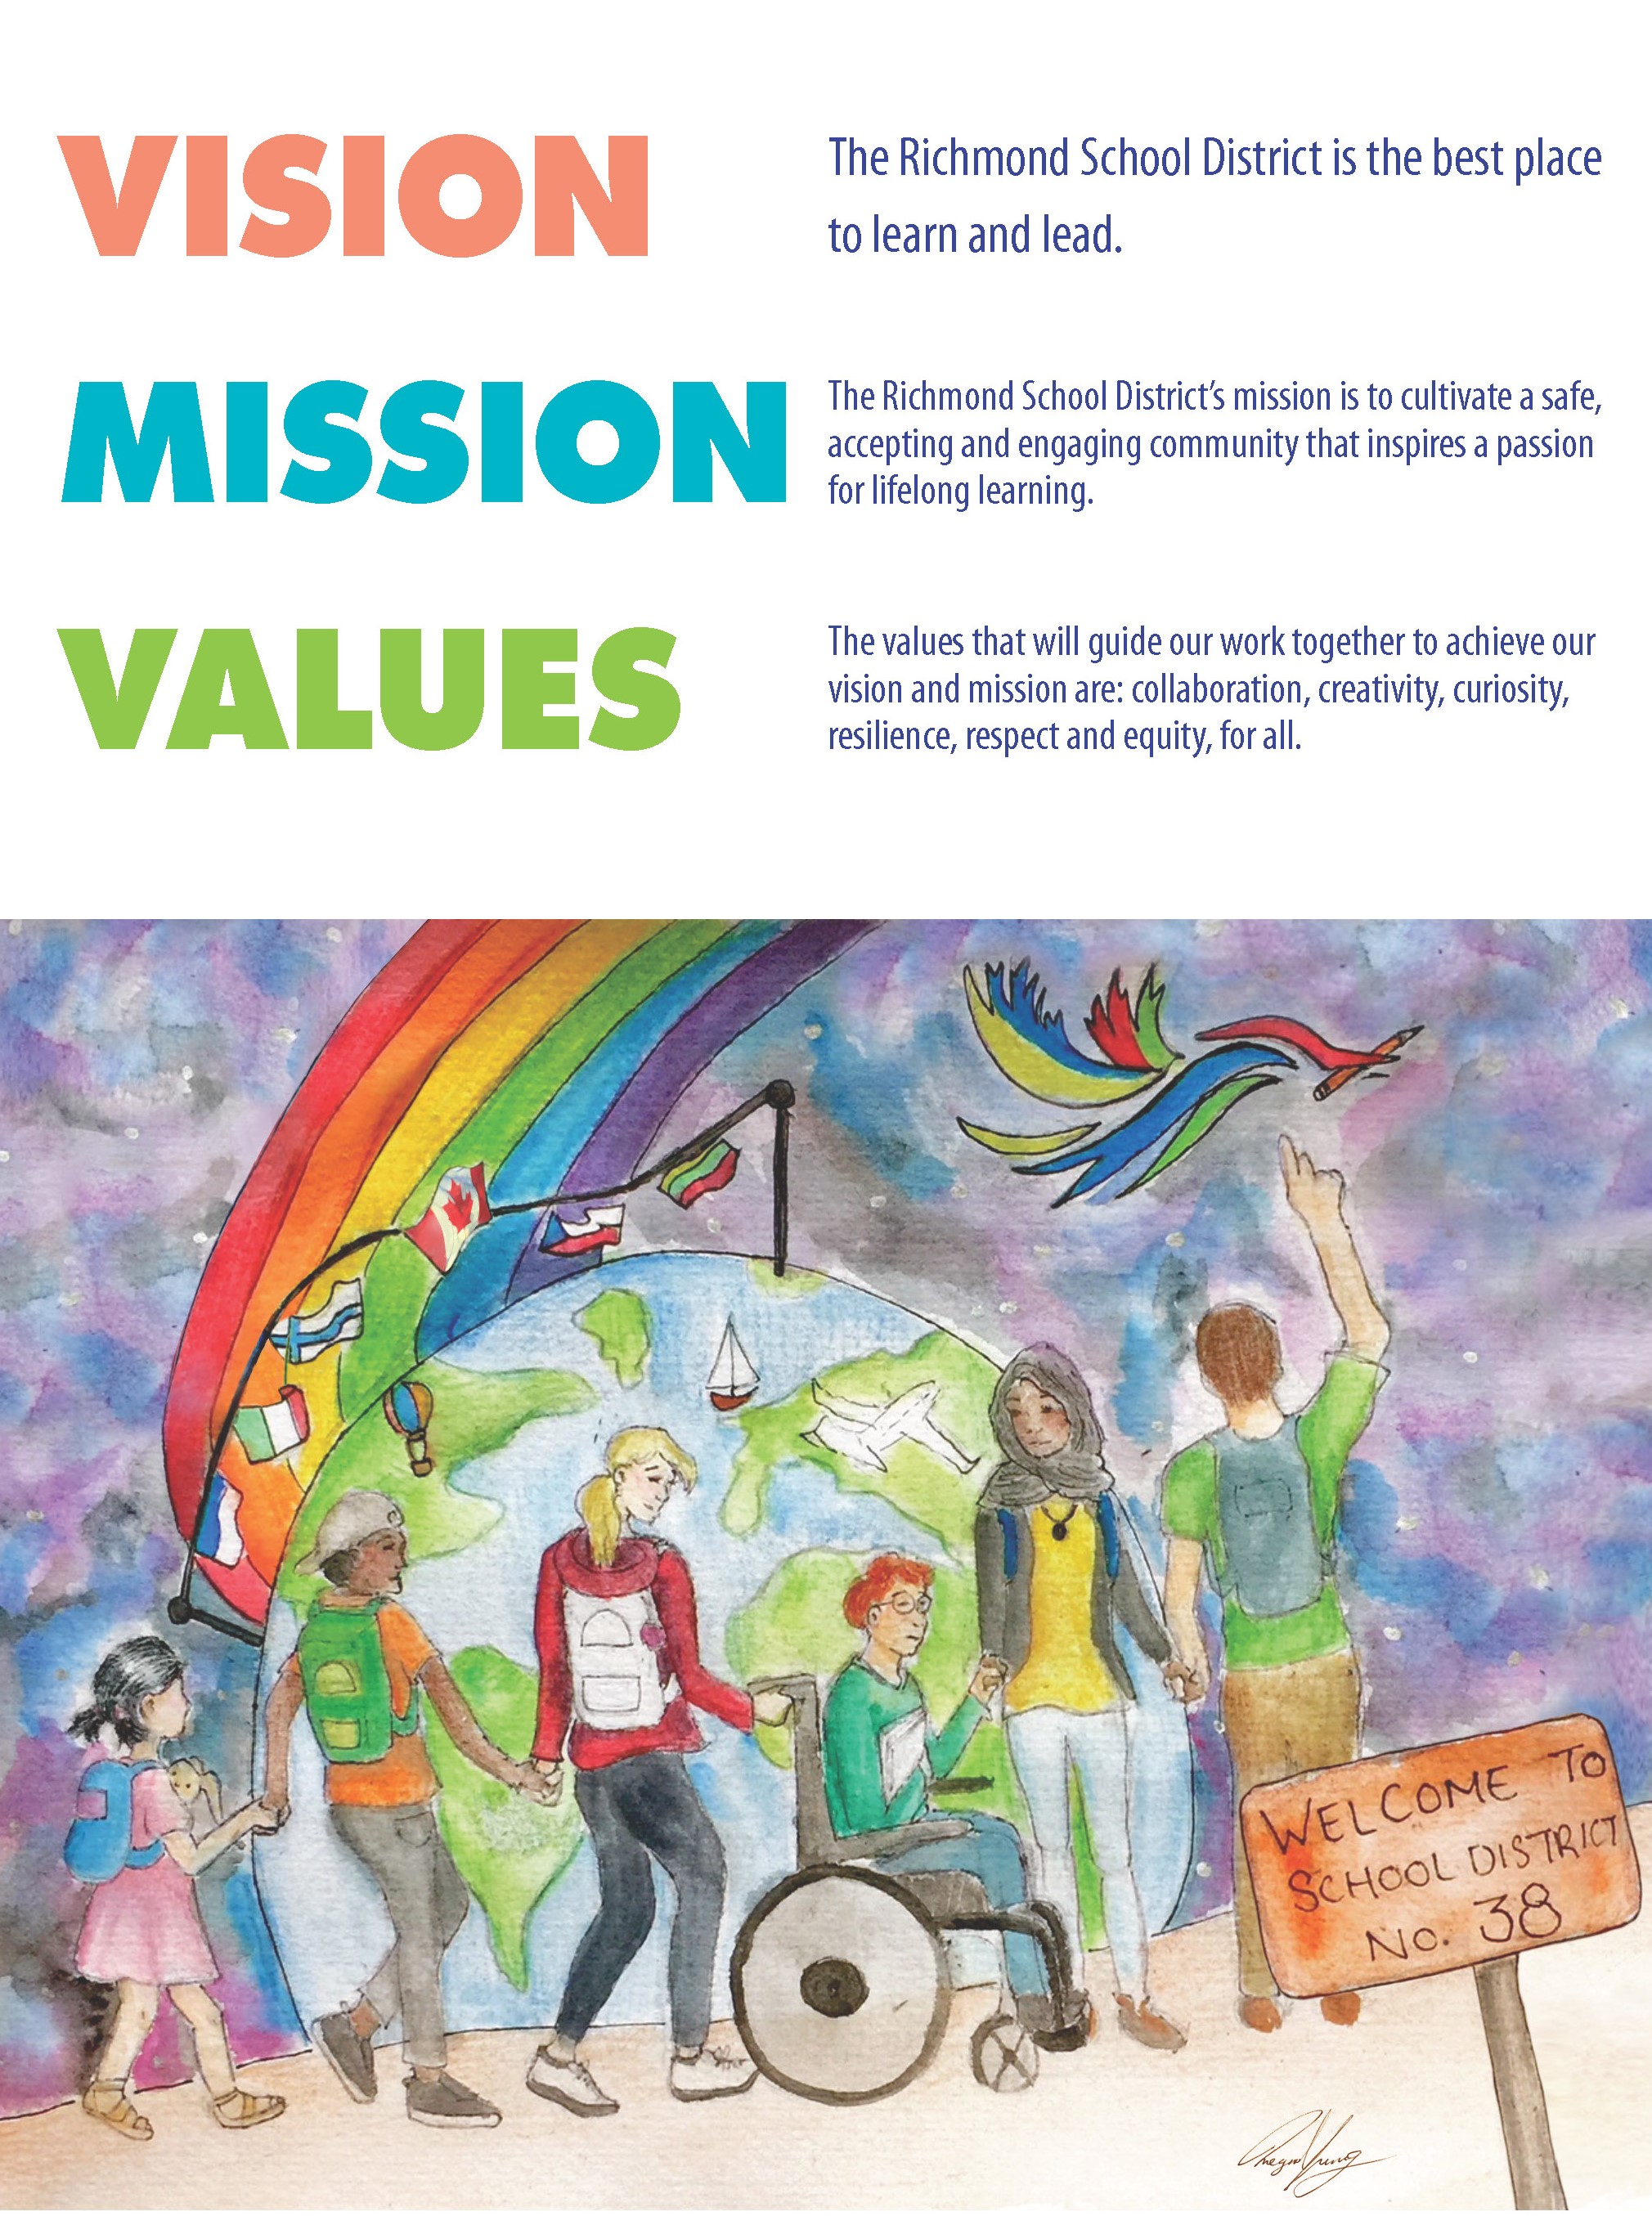 VISION
The Richmond School District is the best place
to learn and lead.
MISSION
The Richmond School District’s mission is to cultivate a safe,
accepting and engaging community that inspires a passion
for lifelong learning.
VALUES
The values that will guide our work together to achieve our
vision and mission are: collaboration, creativity, curiosity,
resilience, respect and equity, for all.
WELCOME TO
SCHOOL DISTRICT
No. 38